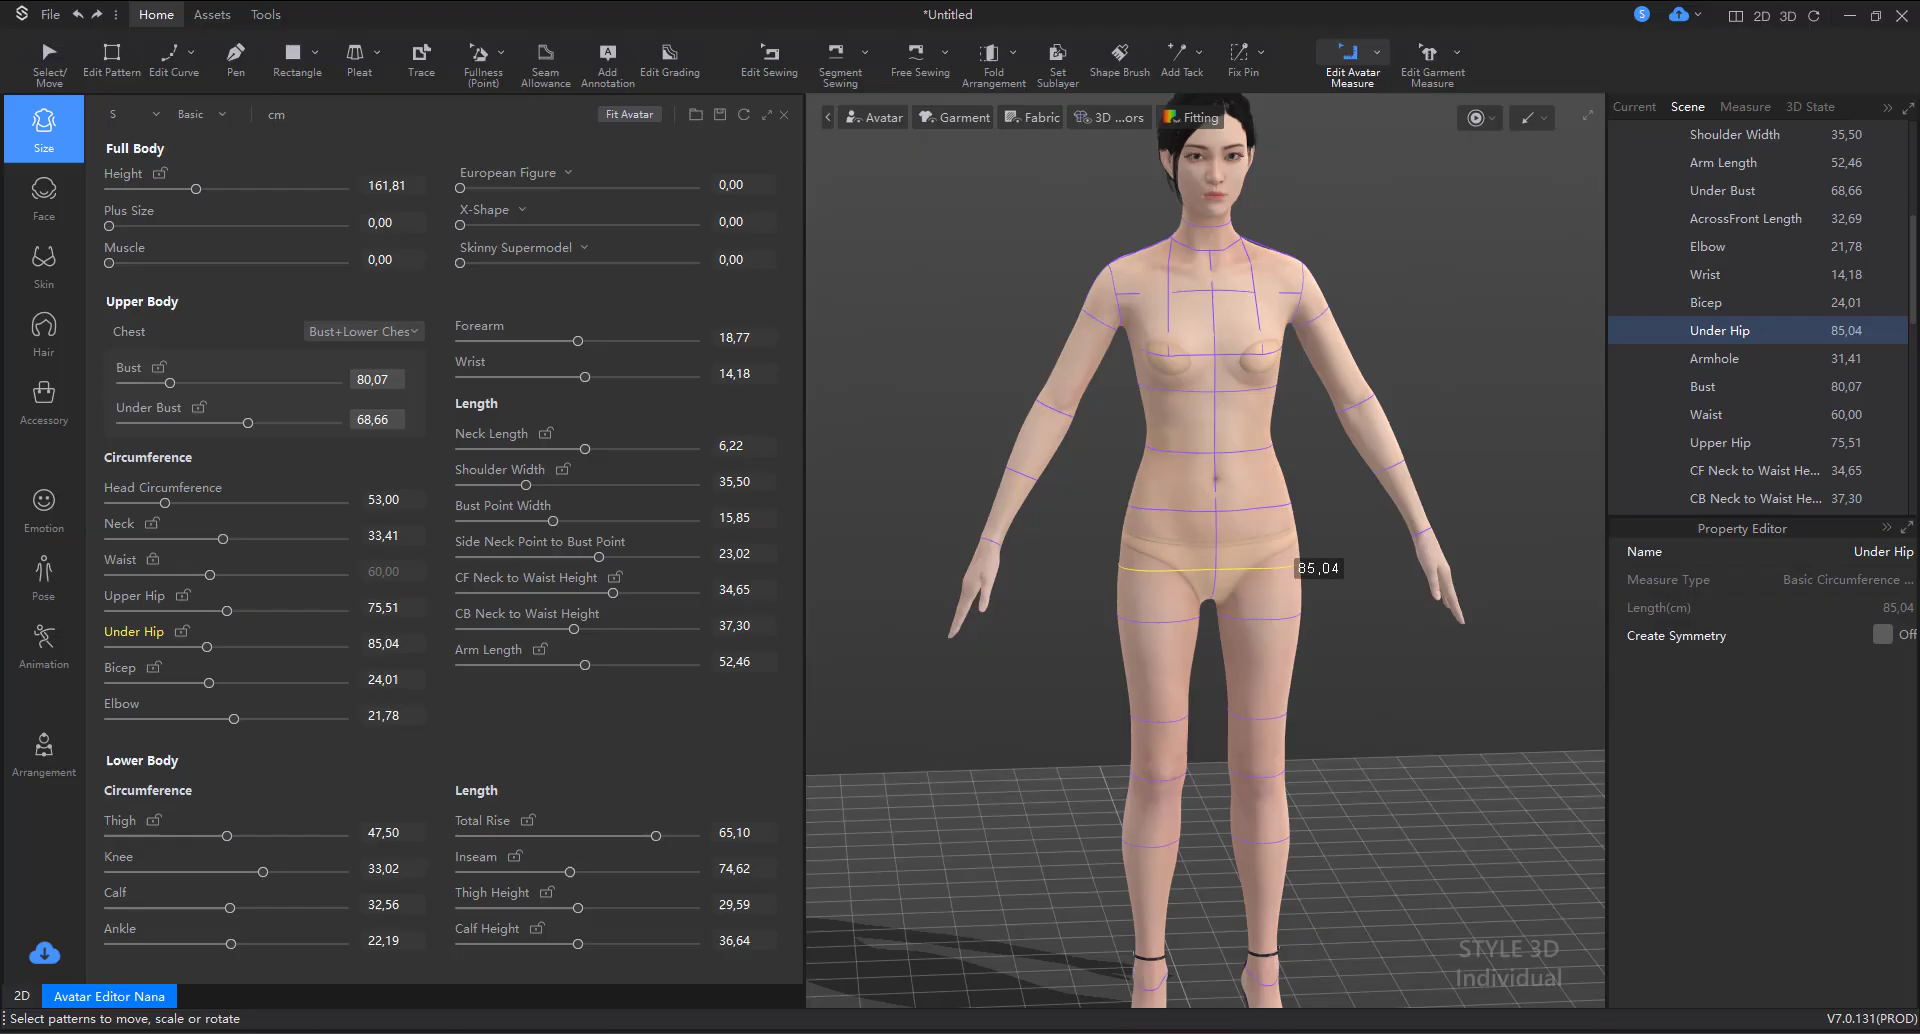 File
Home
Assets
Tools
*Untitled
S
2D
3D
Select/
Move
Edit Pattern
Edit Curve
Pen
Rectangle
Pleat
Trace
Fullness
(Point)
Seam
Allowance
Add
Annotation
Edit Grading
Edit Sewing
Segment
Sewing
Free Sewing
Fold
Arrangement
Set
Sublayer
Shape Brush
Add Tack
Fix Pin
Edit Avatar
Measure
Edit Garment
Measure
Size
Face
Skin
Hair
Accessory
Emotion
Pose
Animation
Arrangement
S
Basic
cm
Fit Avatar
Full Body
Height 161,81
Plus Size 0,00
Muscle 0,00
European Figure 0,00
X-Shape 0,00
Skinny Supermodel 0,00
Upper Body
Chest Bust+Lower Ches
Bust 80,07
Under Bust 68,66
Circumference
Head Circumference 53,00
Neck 33,41
Waist 60,00
Upper Hip 75,51
Under Hip 85,04
Bicep 24,01
Elbow 21,78
Forearm 18,77
Wrist 14,18
Length
Neck Length 6,22
Shoulder Width 35,50
Bust Point Width 15,85
Side Neck Point to Bust Point 23,02
CF Neck to Waist Height 34,65
CB Neck to Waist Height 37,30
Arm Length 52,46
Lower Body
Circumference
Thigh 47,50
Knee 33,02
Calf 32,56
Ankle 22,19
Length
Total Rise 65,10
Inseam 74,62
Thigh Height 29,59
Calf Height 36,64
Avatar
Garment
Fabric
3D ...ors
Fitting
85,04
STYLE 3D
Individual
Current
Scene
Measure
3D State
Shoulder Width 35,50
Arm Length 52,46
Under Bust 68,66
AcrossFront Length 32,69
Elbow 21,78
Wrist 14,18
Bicep 24,01
Under Hip 85,04
Armhole 31,41
Bust 80,07
Waist 60,00
Upper Hip 75,51
CF Neck to Waist He... 34,65
CB Neck to Waist He... 37,30
Property Editor
Name Under Hip
Measure Type Basic Circumference ...
Length(cm) 85,04
Create Symmetry Off
2D
Avatar Editor Nana
Select patterns to move, scale or rotate
V7.0.131(PROD)